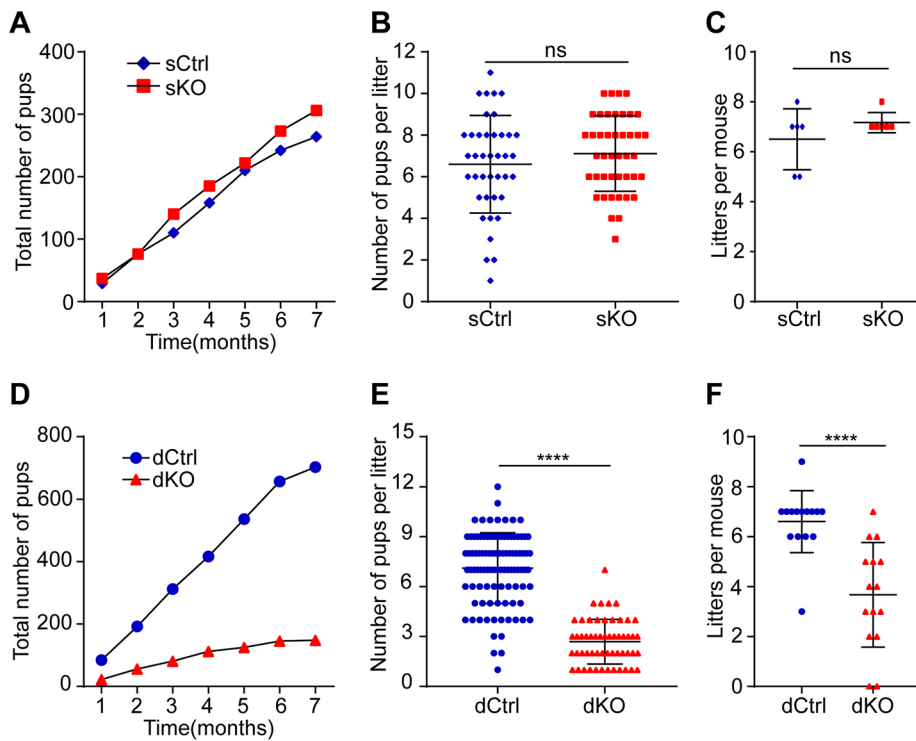 A
Total number of pups
400
300
200
100
0
sCtrl
sKO
1 2 3 4 5 6 7
Time(months)
B
Number of pups per litter
12
10
8
6
4
2
0
ns
sCtrl sKO
C
Litters per mouse
10
8
6
4
2
0
ns
sCtrl sKO
D
Total number of pups
800
600
400
200
0
dCtrl
dKO
1 2 3 4 5 6 7
Time(months)
E
Number of pups per litter
15
12
9
6
3
0
****
dCtrl dKO
F
Litters per mouse
10
8
6
4
2
0
****
dCtrl dKO